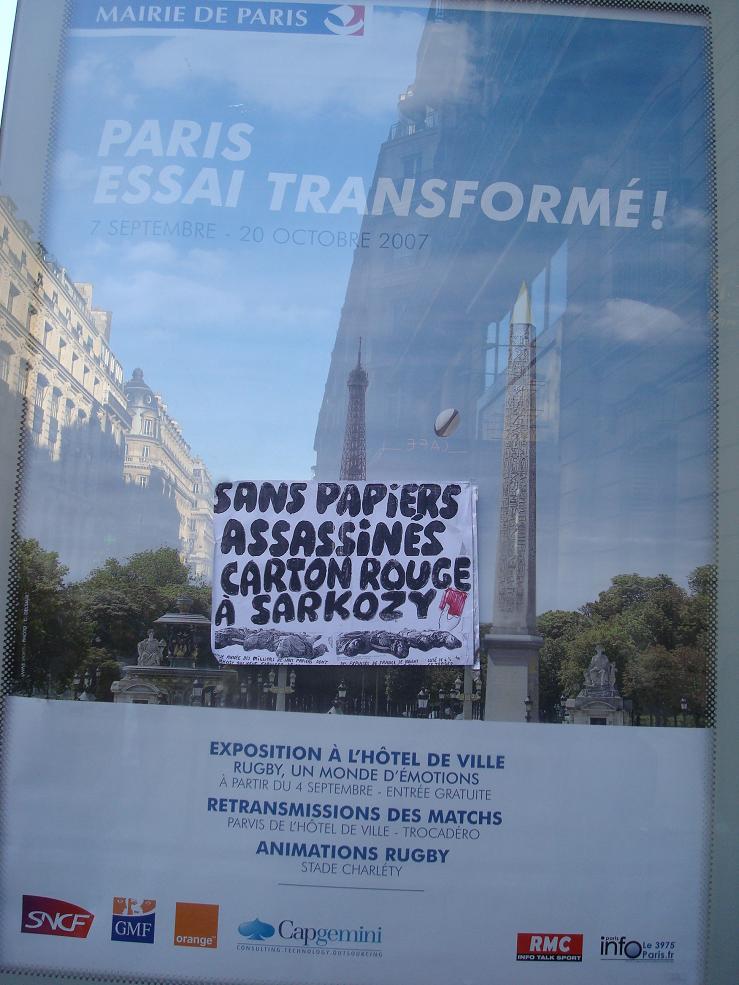 MAIRIE DE PARIS
PARIS
ESSAI TRANSFORMÉ!
7 SEPTEMBRE - 20 OCTOBRE 2007
CAFE
SANS PAPIERS
ASSASSINÉS
CARTON ROUGE
À SARKOZY
EXPOSITION À L'HÔTEL DE VILLE
RUGBY, UN MONDE D'ÉMOTIONS
À PARTIR DU 4 SEPTEMBRE - ENTRÉE GRATUITE
RETRANSMISSIONS DES MATCHS
PARVIS DE L'HÔTEL DE VILLE - TROCADÉRO
ANIMATIONS RUGBY
STADE CHARLÉTY
SNCF
GMF
orange
Capgemini
CONSULTING.TECHNOLOGY.OUTSOURCING
RMC
INFO TALK SPORT
paris
info Le 3975
Paris.fr